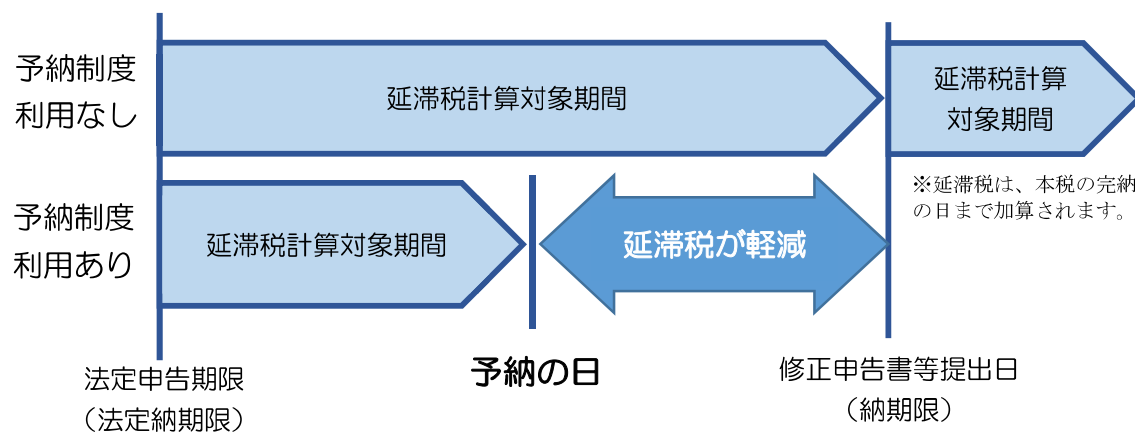 予納制度
利用なし
延滞税計算対象期間
延滞税計算
対象期間
※延滞税は、本税の完納
の日まで加算されます。
予納制度
利用あり
延滞税計算対象期間
延滞税が軽減
法定申告期限
（法定納期限）
予納の日
修正申告書等提出日
（納期限）